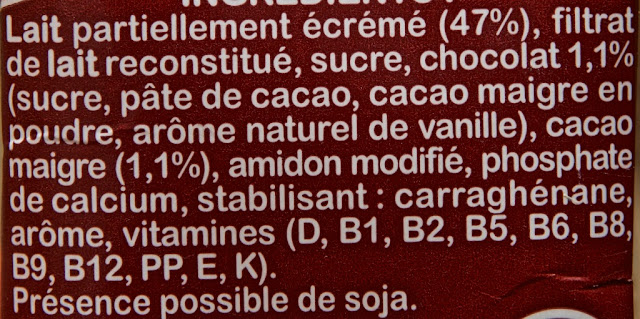 Lait partiellement écrémé (47%), filtrat
de lait reconstitué, sucre, chocolat 1,1%
(sucre, pâte de cacao, cacao maigre en
poudre, arôme naturel de vanille), cacao
maigre (1,1%), amidon modifié, phosphate
de calcium, stabilisant : carraghénane,
arôme, vitamines (D, B1, B2, B5, B6, B8,
B9, B12, PP, E, K).
Présence possible de soja.